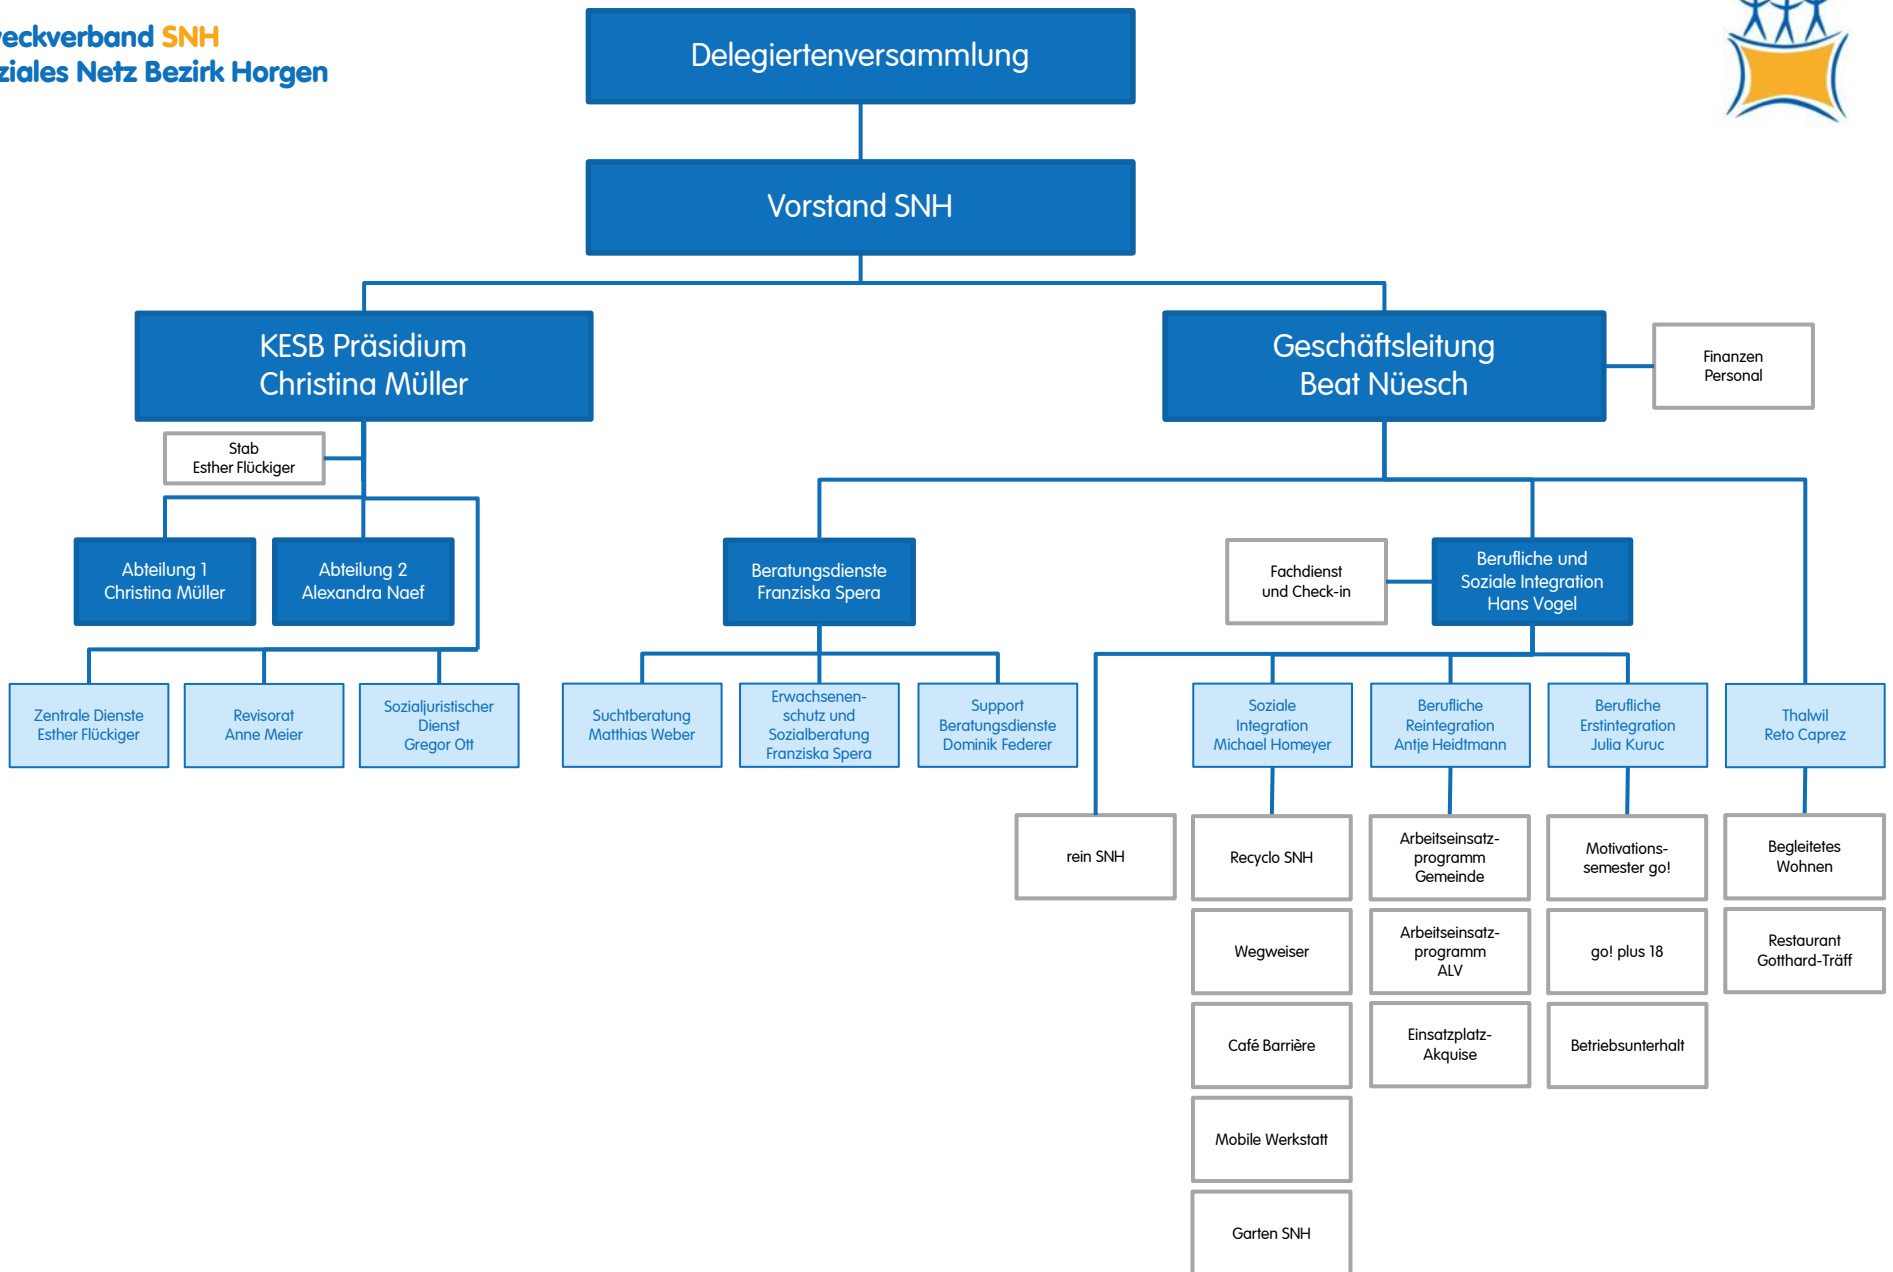 eckverband SNH
ziales Netz Bezirk Horgen
Delegiertenversammlung
Vorstand SNH
KESB Präsidium
Christina Müller
Geschäftsleitung
Beat Nüesch
Finanzen
Personal
Stab
Esther Flückiger
Abteilung 1
Christina Müller
Abteilung 2
Alexandra Naef
Beratungsdienste
Franziska Spera
Fachdienst
und Check-in
Berufliche und
Soziale Integration
Hans Vogel
Zentrale Dienste
Esther Flückiger
Revisorat
Anne Meier
Sozialjuristischer
Dienst
Gregor Ott
Suchtberatung
Matthias Weber
Erwachsenen-
schutz und
Sozialberatung
Franziska Spera
Support
Beratungsdienste
Dominik Federer
Soziale
Integration
Michael Homeyer
Berufliche
Reintegration
Antje Heidtmann
Berufliche
Erstintegration
Julia Kuruc
Thalwil
Reto Caprez
rein SNH
Recyclo SNH
Arbeitseinsatz-
programm
Gemeinde
Motivations-
semester go!
Begleitetes
Wohnen
Wegweiser
Arbeitseinsatz-
programm
ALV
go! plus 18
Restaurant
Gotthard-Träff
Café Barrière
Einsatzplatz-
Akquise
Betriebsunterhalt
Mobile Werkstatt
Garten SNH